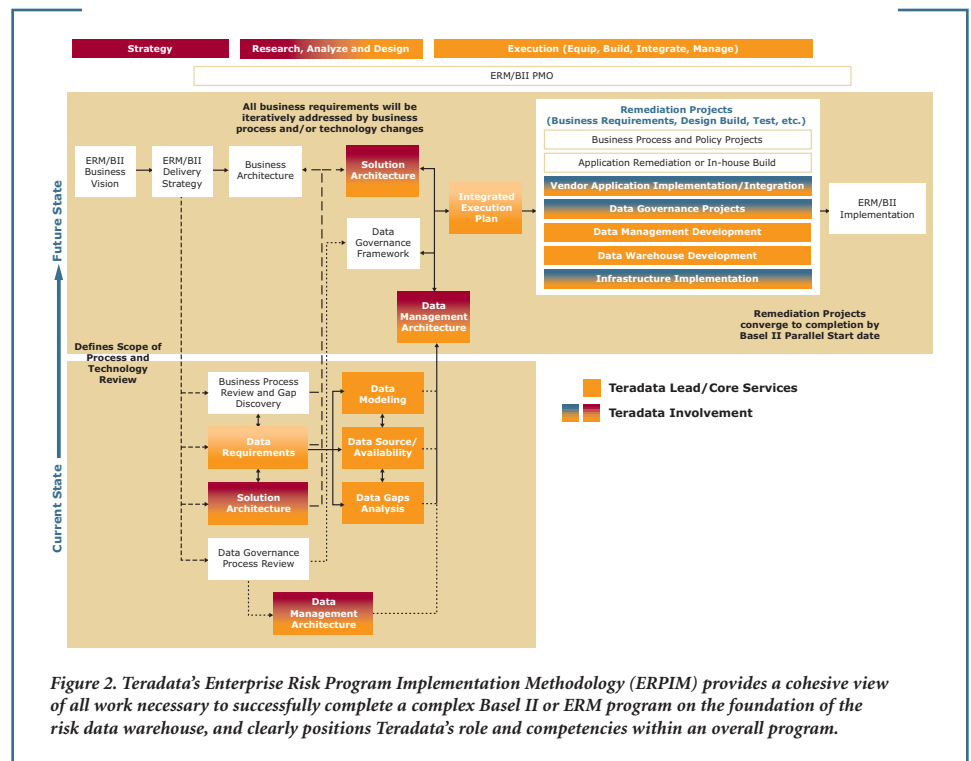 Strategy
Research, Analyze and Design
Execution (Equip, Build, Integrate, Manage)
ERM/BII PMO
All business requirements will be
iteratively addressed by business
process and/or technology changes
Remediation Projects
(Business Requirements, Design Build, Test, etc.)
Business Process and Policy Projects
Application Remediation or In-house Build
Vendor Application Implementation/Integration
Data Governance Projects
Data Management Development
Data Warehouse Development
Infrastructure Implementation
ERM/BII
Business
Vision
ERM/BII
Delivery
Strategy
Business
Architecture
Solution
Architecture
Integrated
Execution
Plan
ERM/BII
Implementation
Data
Governance
Framework
Data
Management
Architecture
Remediation Projects
converge to completion by
Basel II Parallel Start date
Future State
Current State
Defines Scope of
Process and
Technology
Review
Business Process
Review and Gap
Discovery
Data
Requirements
Solution
Architecture
Data Governance
Process Review
Data
Management
Architecture
Data
Modeling
Data Source/
Availability
Data Gaps
Analysis
Teradata Lead/Core Services
Teradata Involvement
Figure 2. Teradata's Enterprise Risk Program Implementation Methodology (ERPIM) provides a cohesive view
of all work necessary to successfully complete a complex Basel II or ERM program on the foundation of the
risk data warehouse, and clearly positions Teradata's role and competencies within an overall program.